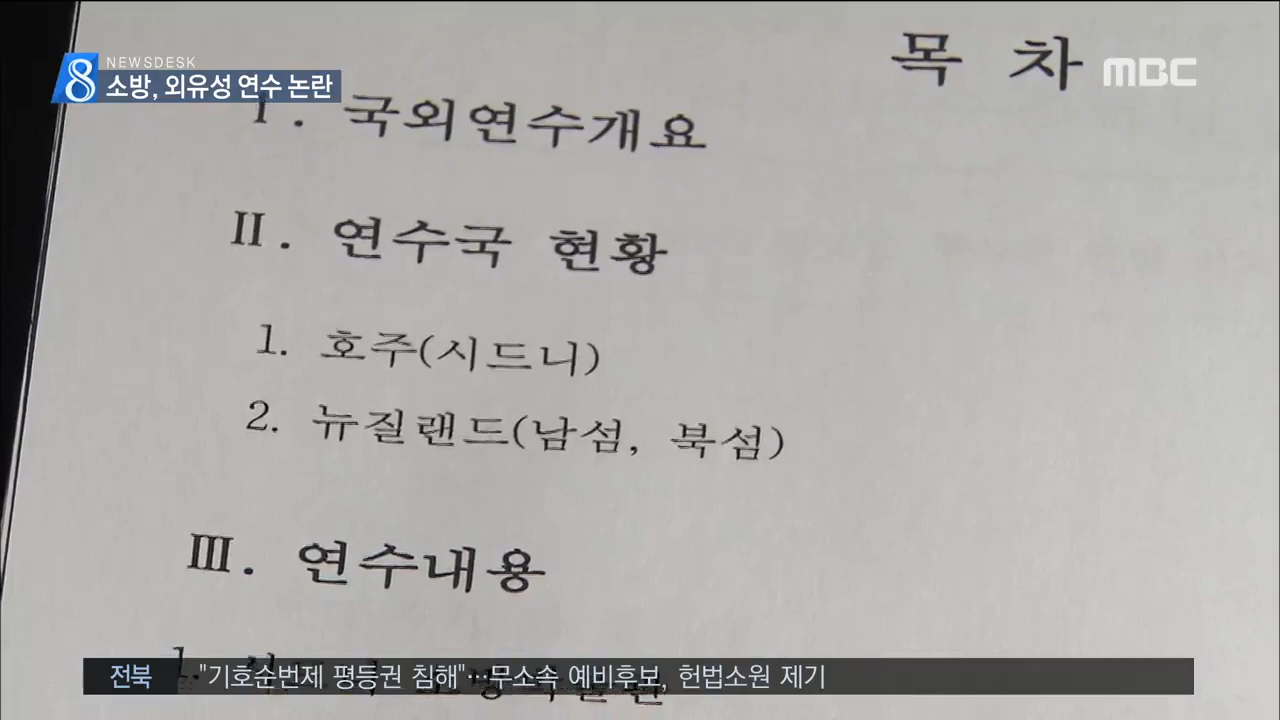 NEWSDESK
8 소방, 외유성 연수 논란
MBC
목 차
I. 국외연수개요
II. 연수국 현황
1. 호주(시드니)
2. 뉴질랜드(남섬, 북섬)
III. 연수내용
1.
전북 "기호순번제 평등권 침해"…무소속 예비후보, 헌법소원 제기